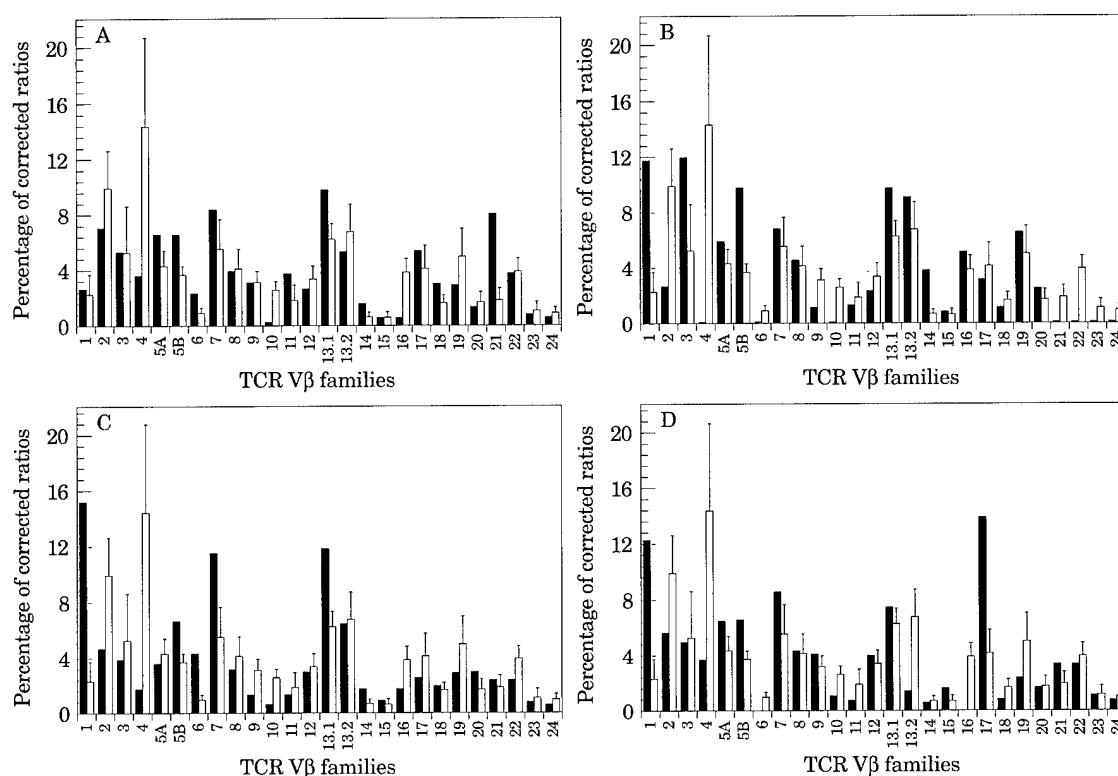 A
Percentage of corrected ratios
20
16
12
8
4
0
1 2 3 4 5A 5B 6 7 8 9 10 11 12 13.1 13.2 14 15 16 17 18 19 20 21 22 23 24
TCR Vβ families
B
Percentage of corrected ratios
20
16
12
8
4
0
1 2 3 4 5A 5B 6 7 8 9 10 11 12 13.1 13.2 14 15 16 17 18 19 20 21 22 23 24
TCR Vβ families
C
Percentage of corrected ratios
20
16
12
8
4
0
1 2 3 4 5A 5B 6 7 8 9 10 11 12 13.1 13.2 14 15 16 17 18 19 20 21 22 23 24
TCR Vβ families
D
Percentage of corrected ratios
20
16
12
8
4
0
1 2 3 4 5A 5B 6 7 8 9 10 11 12 13.1 13.2 14 15 16 17 18 19 20 21 22 23 24
TCR Vβ families